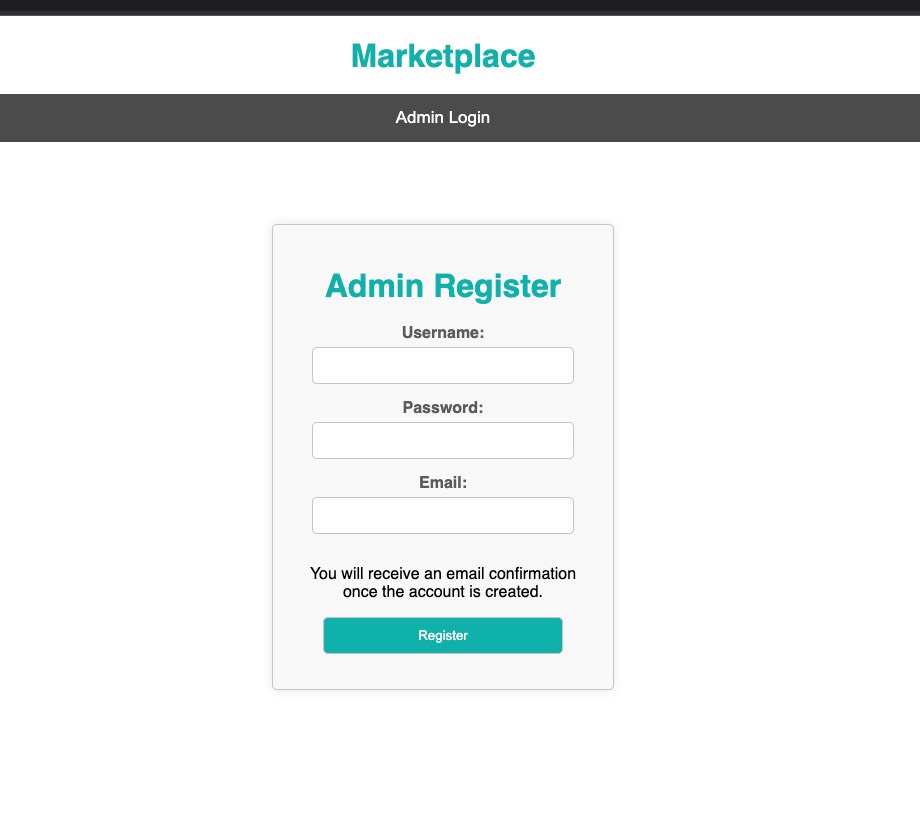 Marketplace
Admin Login
Admin Register
Username:
Password:
Email:
You will receive an email confirmation
once the account is created.
Register